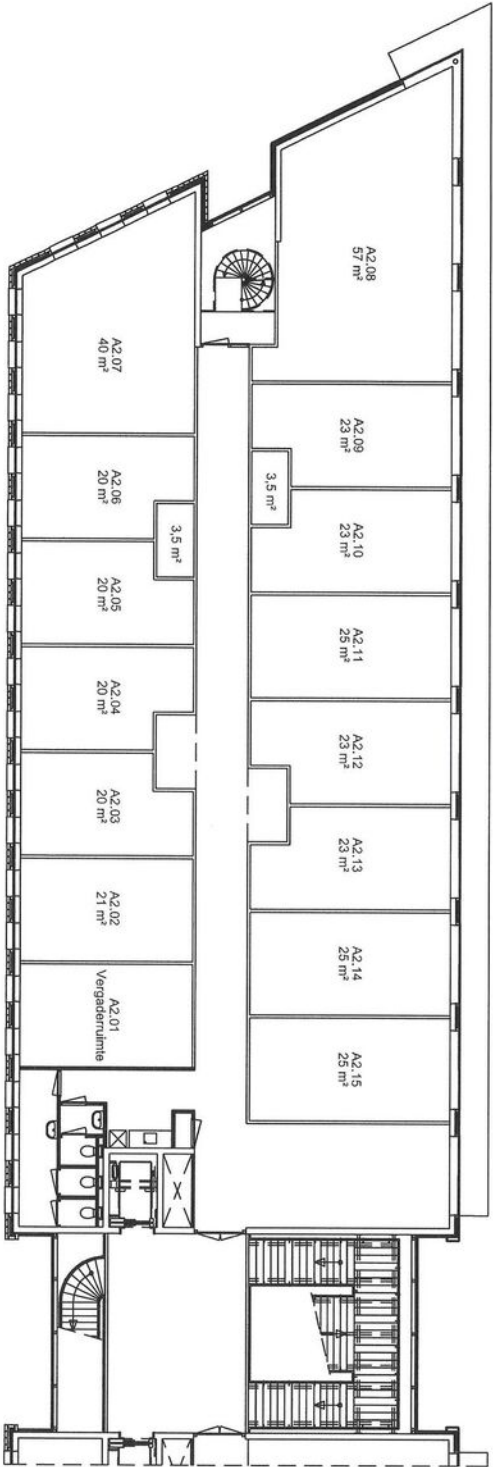 A2.08
57 m²
A2.07
40 m²
A2.09
23 m²
A2.06
20 m²
3,5 m²
3,5 m²
A2.10
23 m²
A2.05
20 m²
A2.11
25 m²
A2.04
20 m²
A2.12
23 m²
A2.03
20 m²
A2.13
23 m²
A2.02
21 m²
A2.14
25 m²
A2.01
Vergaderruimte
A2.15
25 m²